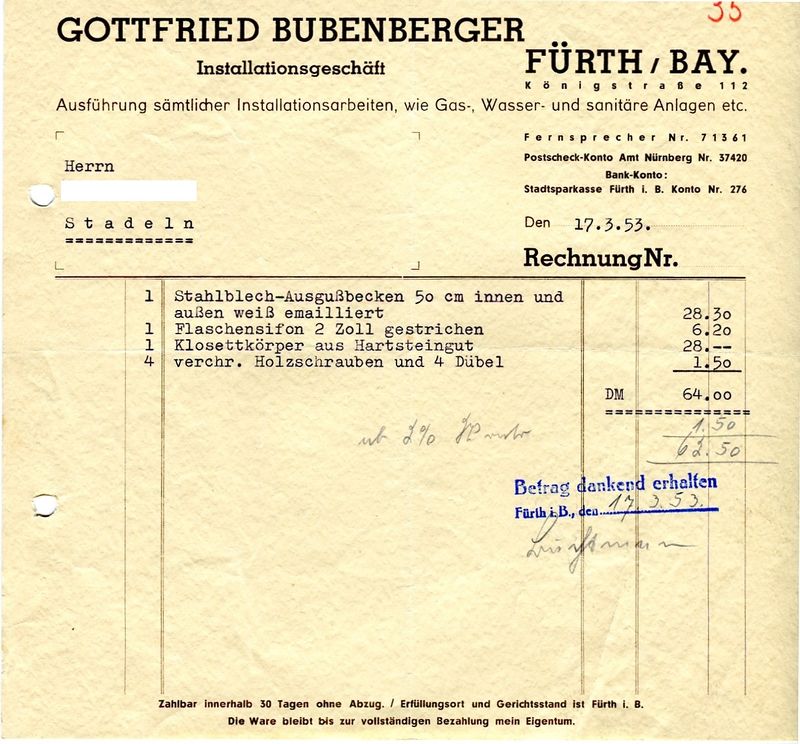 33
GOTTFRIED BUBENBERGER
Installationsgeschäft
FÜRTH / BAY.
Königstraße 112
Ausführung sämtlicher Installationsarbeiten, wie Gas-, Wasser- und sanitäre Anlagen etc.
Fernsprecher Nr. 71361
Postscheck-Konto Amt Nürnberg Nr. 37420
Bank-Konto:
Stadtsparkasse Fürth i. B. Konto Nr. 276
Herrn
Stadeln
Den 17.3.53.
Rechnung Nr.
1 Stahlblech-Ausgußbecken 50 cm innen und
außen weiß emailliert 28.30
1 Flaschensifon 2 Zoll gestrichen 6.20
1 Klosettkörper aus Hartsteingut 28.--
4 verchr. Holzschrauben und 4 Dübel 1.50
DM 64.00
ab 2% 1.50
62.50
Betrag dankend erhalten
Fürth i. B., den 17.3.53.
Zahlbar innerhalb 30 Tagen ohne Abzug. / Erfüllungsort und Gerichtsstand ist Fürth i. B.
Die Ware bleibt bis zur vollständigen Bezahlung mein Eigentum.